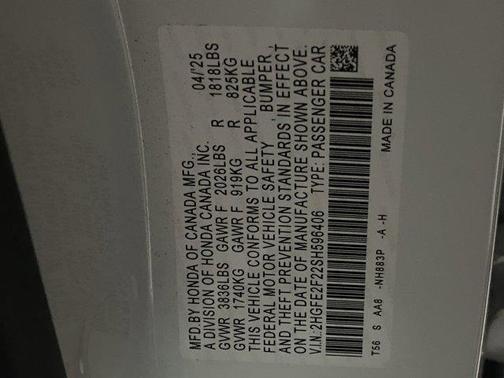 MFD.BY HONDA OF CANADA MFG., 04/'25
A DIVISION OF HONDA CANADA INC.
GVWR 3836LBS GAWR F 2026LBS R 1818LBS
GVWR 1740KG GAWR F 919KG R 825KG
THIS VEHICLE CONFORMS TO ALL APPLICABLE
FEDERAL MOTOR VEHICLE SAFETY , BUMPER,
AND THEFT PREVENTION STANDARDS IN EFFECT
ON THE DATE OF MANUFACTURE SHOWN ABOVE.
V.I.N.:2HGFE2F22SH596406 TYPE: PASSENGER CAR
T56 S AA8 -NH883P -A -H MADE IN CANADA